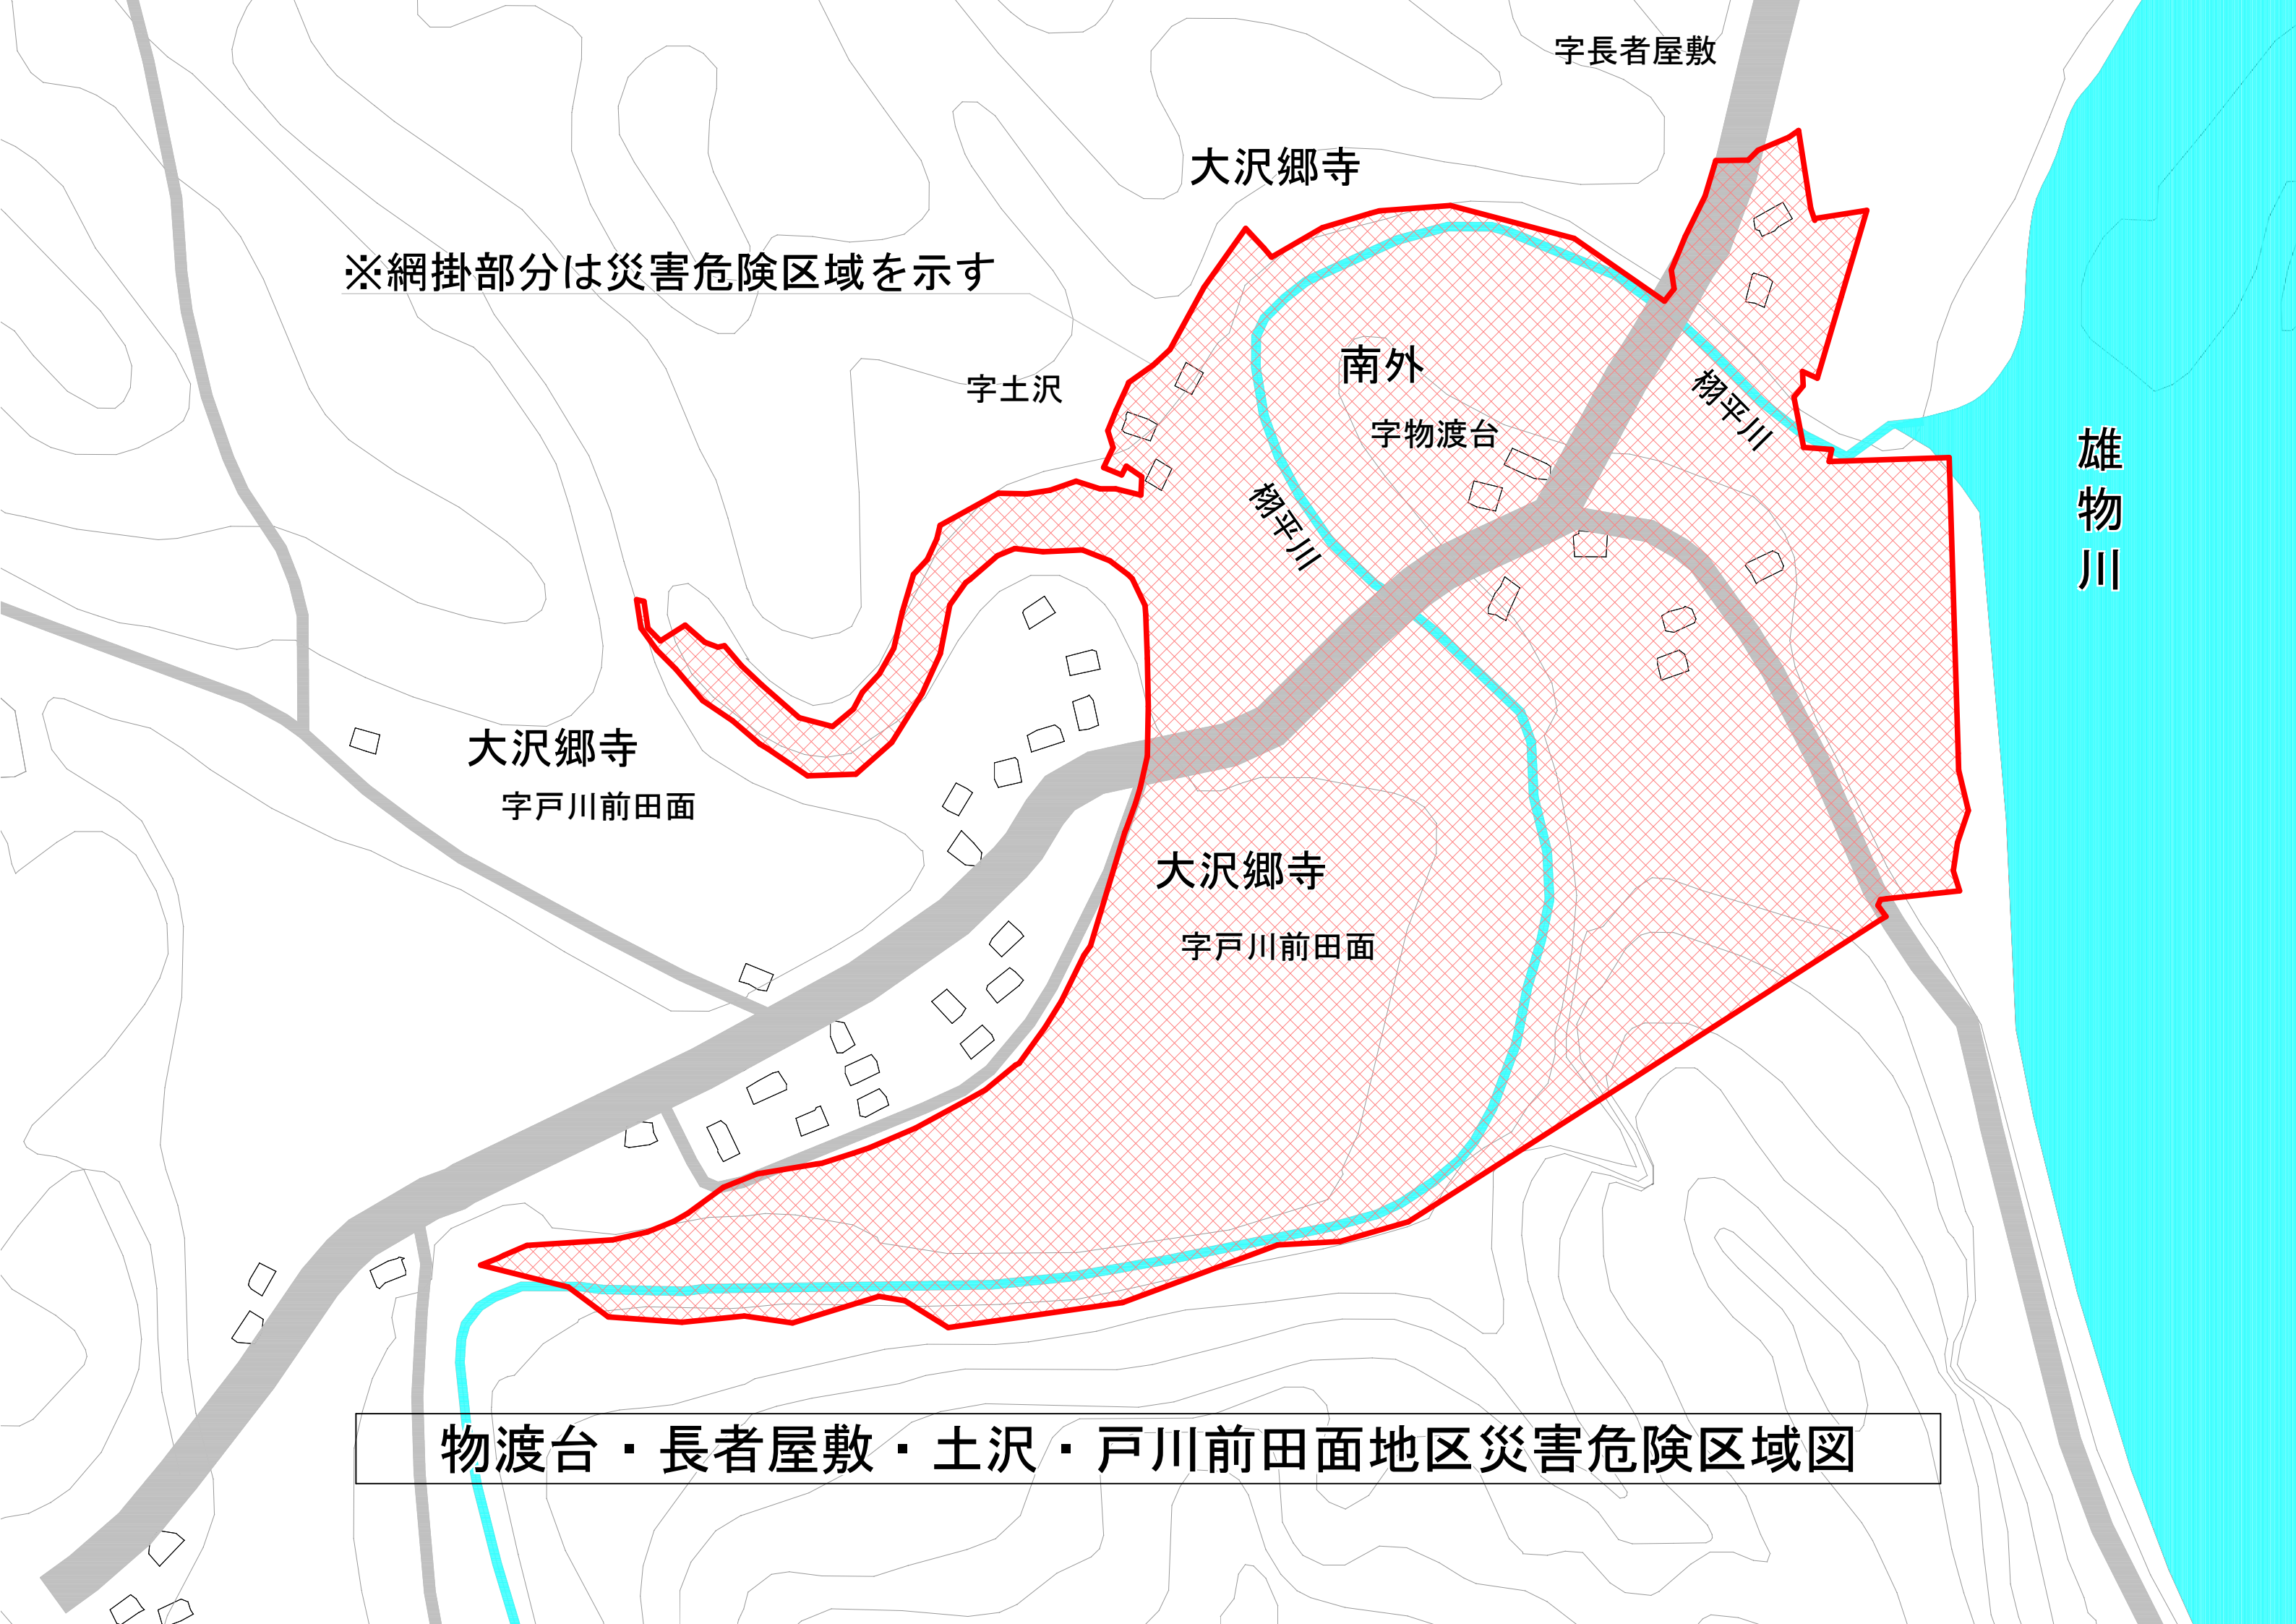 字長者屋敷
大沢郷寺
※網掛部分は災害危険区域を示す
南外
字土沢
栩平川
字物渡台
雄物川
栩平川
大沢郷寺
字戸川前田面
大沢郷寺
字戸川前田面
物渡台・長者屋敷・土沢・戸川前田面地区災害危険区域図